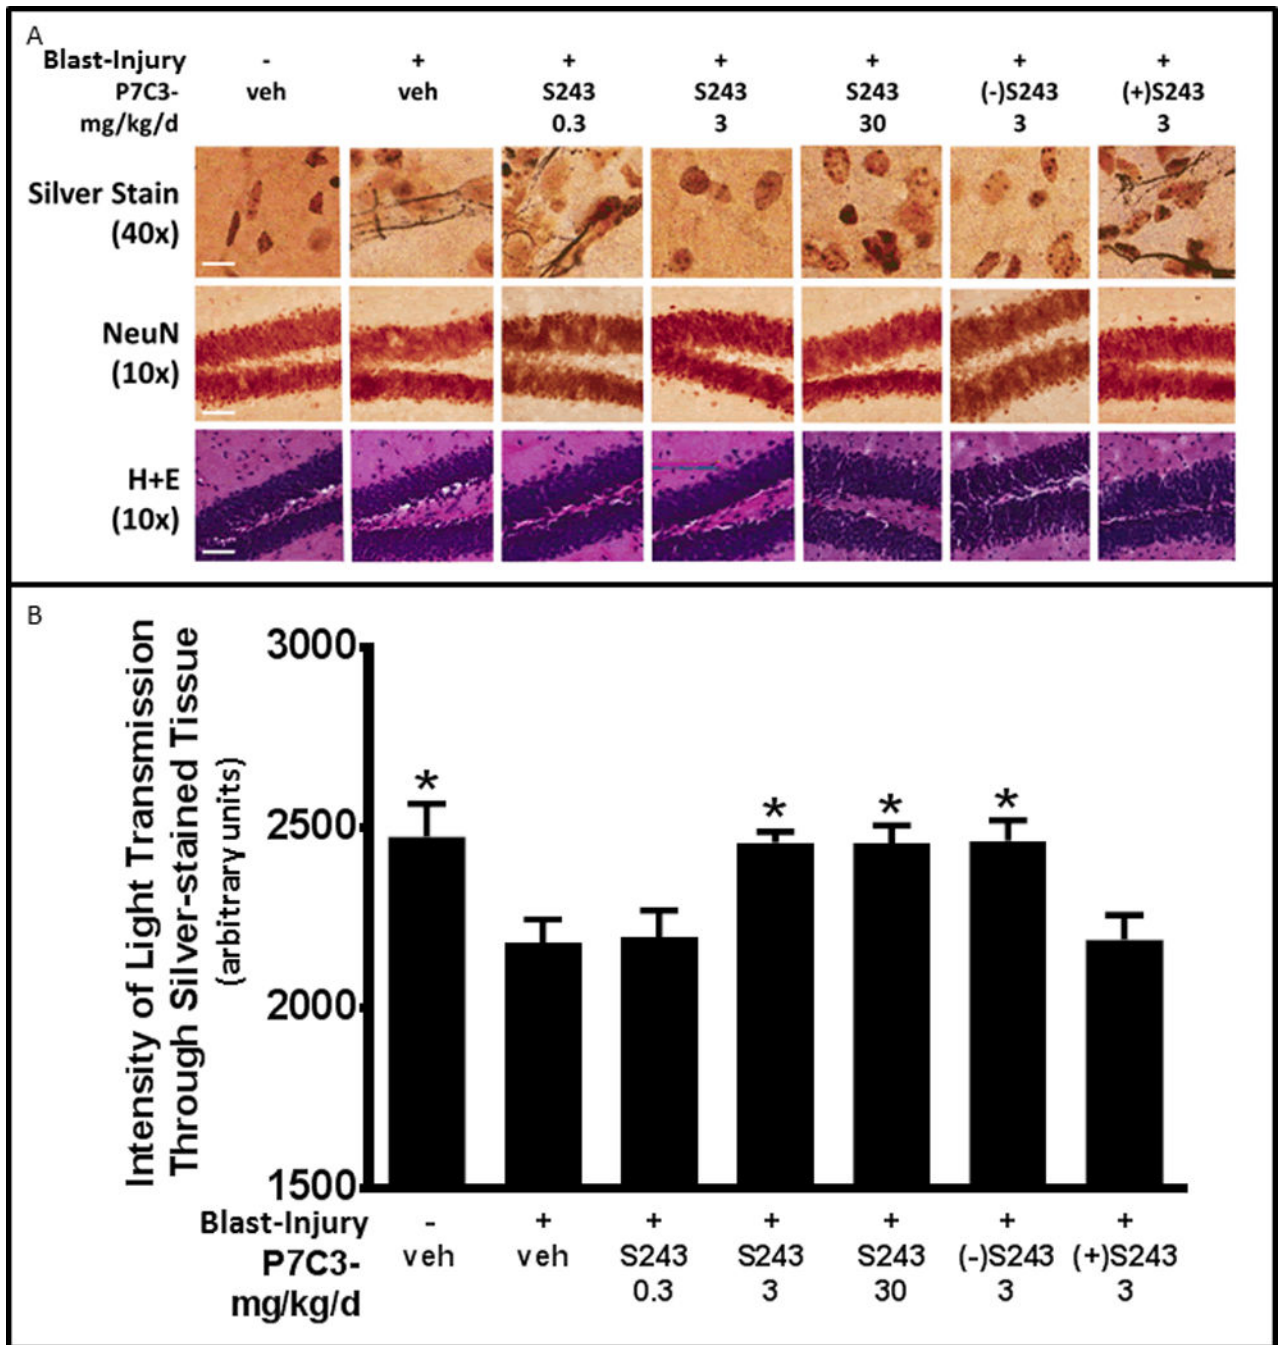 A
Blast-Injury - + + + + + +
P7C3- veh veh S243 S243 S243 (-)S243 (+)S243
mg/kg/d 0.3 3 30 3 3
Silver Stain
(40x)
NeuN
(10x)
H+E
(10x)
B
Intensity of Light Transmission
Through Silver-stained Tissue
(arbitrary units)
3000
2500
2000
1500
* * * *
Blast-Injury - + + + + + +
P7C3- veh veh S243 S243 S243 (-)S243 (+)S243
mg/kg/d 0.3 3 30 3 3